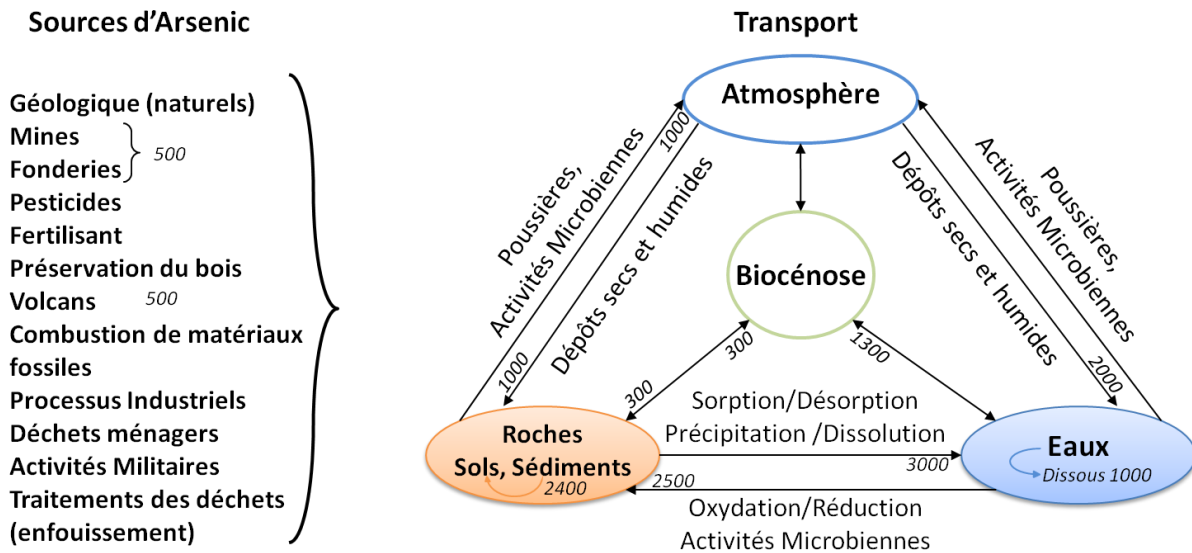 Sources d'Arsenic
Géologique (naturels)
Mines
Fonderies
500
Pesticides
Fertilisant
Préservation du bois
Volcans 500
Combustion de matériaux
fossiles
Processus Industriels
Déchets ménagers
Activités Militaires
Traitements des déchets
(enfouissement)
Transport
Atmosphère
Poussières,
Activités Microbiennes
1000
Dépôts secs et humides
1000
Dépôts secs et humides
2000
Poussières,
Activités Microbiennes
Biocénose
300
300
1300
Sorption/Désorption
Précipitation /Dissolution
3000
2500
Oxydation/Réduction
Activités Microbiennes
Roches
Sols, Sédiments
2400
Eaux
Dissous 1000